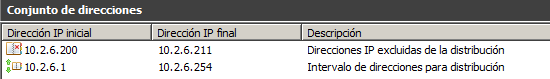 Conjunto de direcciones
Dirección IP inicial Dirección IP final Descripción
10.2.6.200 10.2.6.211 Direcciones IP excluidas de la distribución
10.2.6.1 10.2.6.254 Intervalo de direcciones para distribución